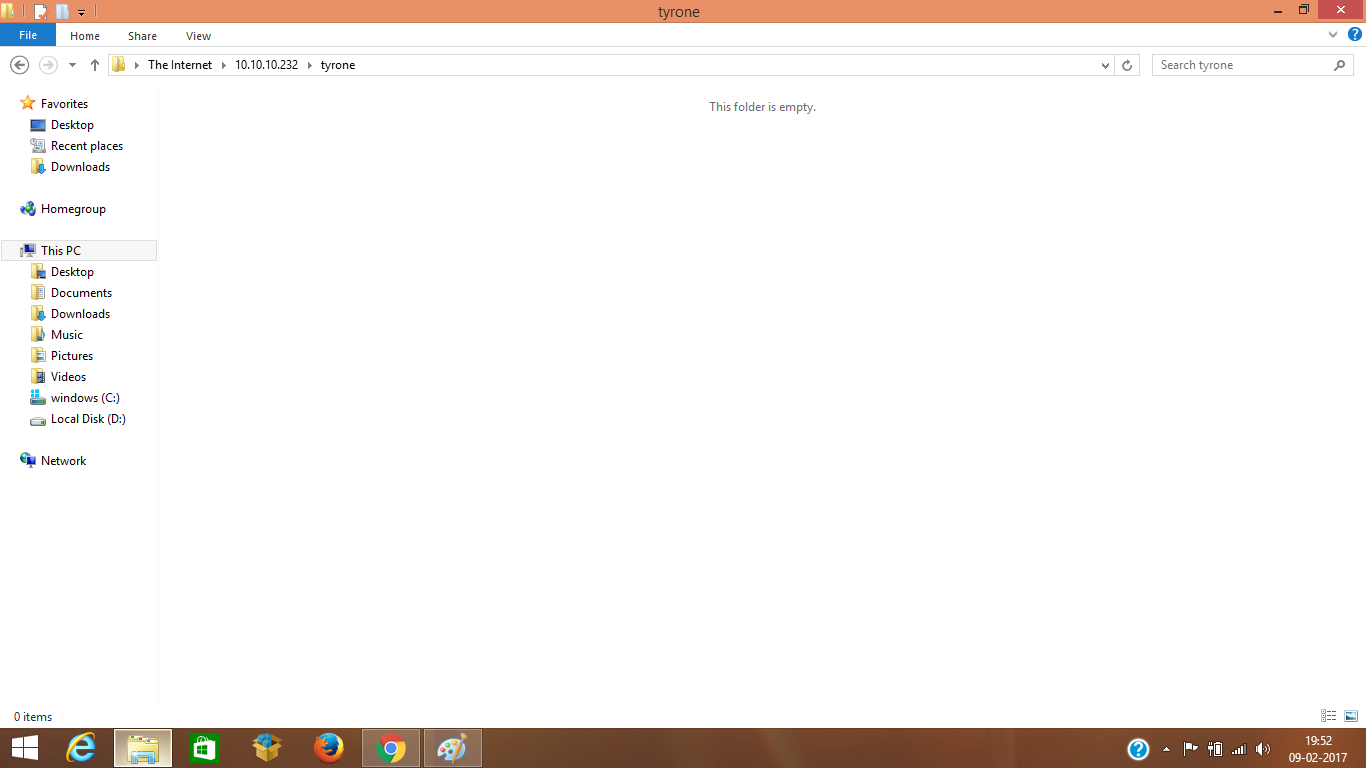 tyrone
File Home Share View
The Internet 10.10.10.232 tyrone
Search tyrone
Favorites
Desktop
Recent places
Downloads
Homegroup
This PC
Desktop
Documents
Downloads
Music
Pictures
Videos
windows (C:)
Local Disk (D:)
Network
This folder is empty.
0 items
19:52
09-02-2017